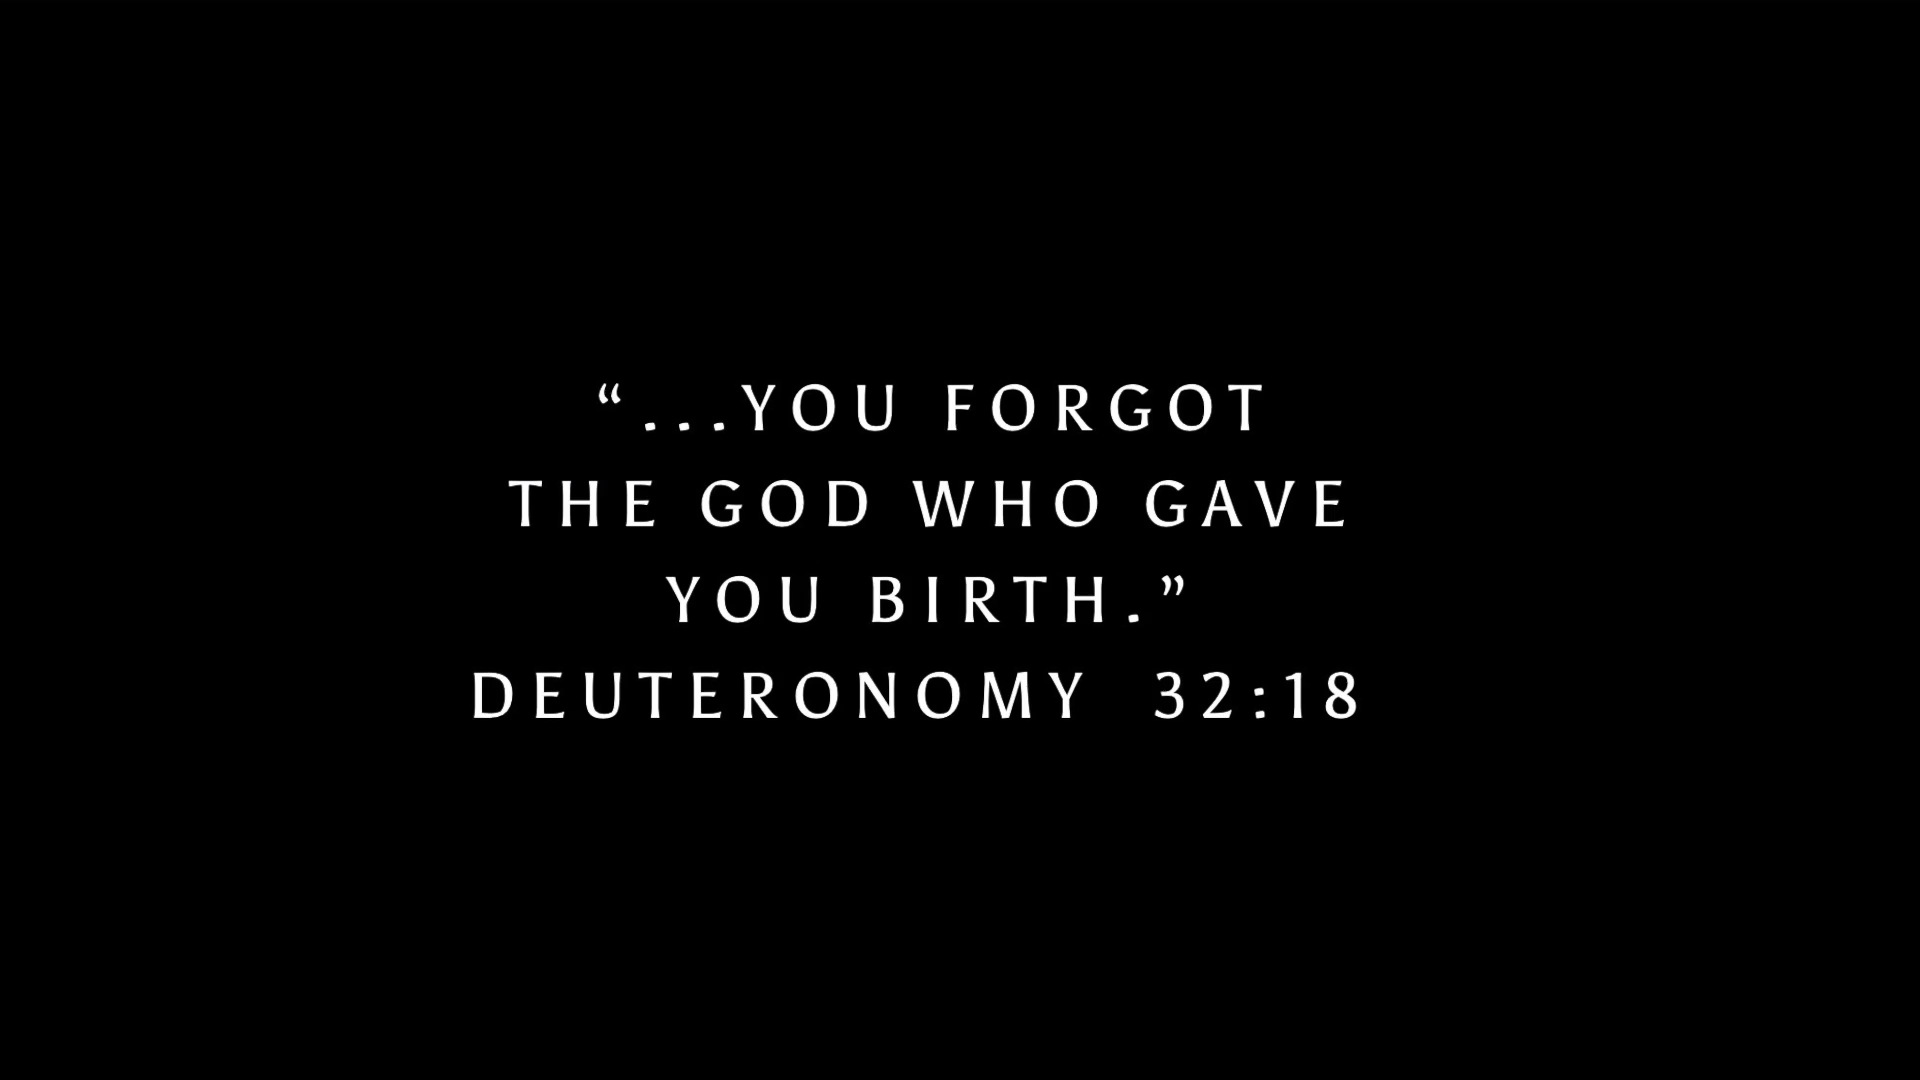 “...YOU FORGOT
THE GOD WHO GAVE
YOU BIRTH.”
DEUTERONOMY 32:18